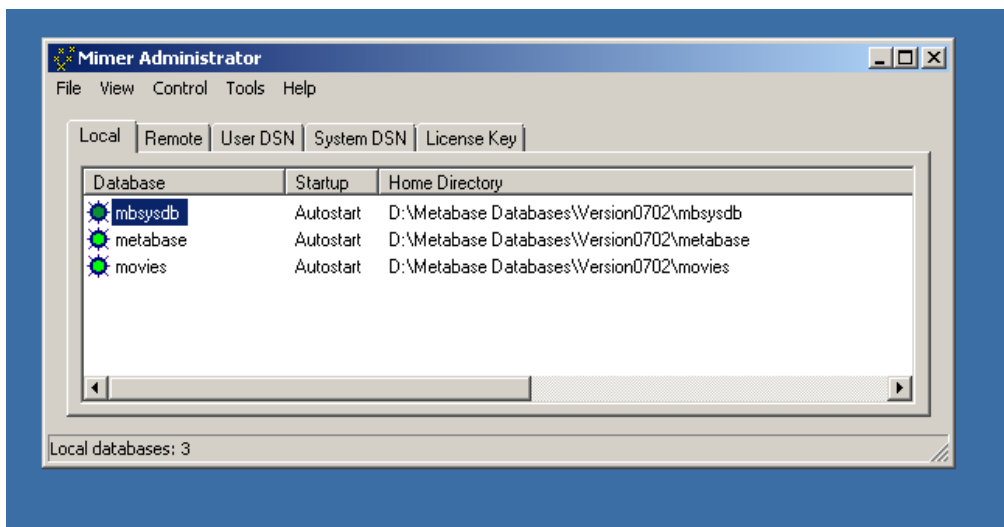 Mimer Administrator
File View Control Tools Help
Local Remote User DSN System DSN License Key
Database Startup Home Directory
mbsysdb Autostart D:\Metabase Databases\Version0702\mbsysdb
metabase Autostart D:\Metabase Databases\Version0702\metabase
movies Autostart D:\Metabase Databases\Version0702\movies
Local databases: 3